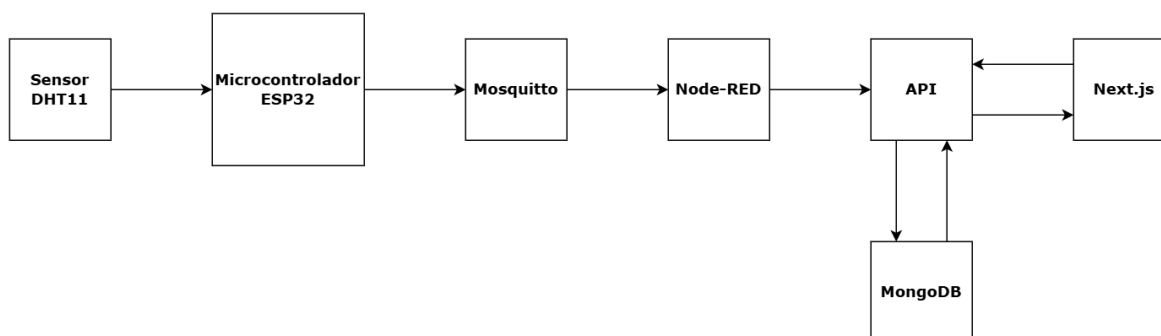 Sensor
DHT11
Microcontrolador
ESP32
Mosquitto
Node-RED
API
Next.js
MongoDB